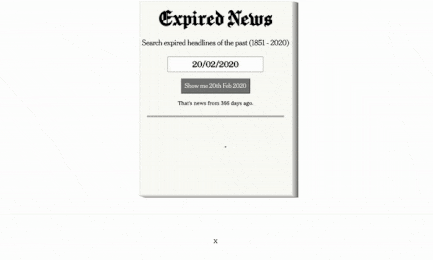 Expired News
Search expired headlines of the past (1851 - 2020)
20/02/2020
Show me 20th Feb 2020
That's news from 366 days ago.
x